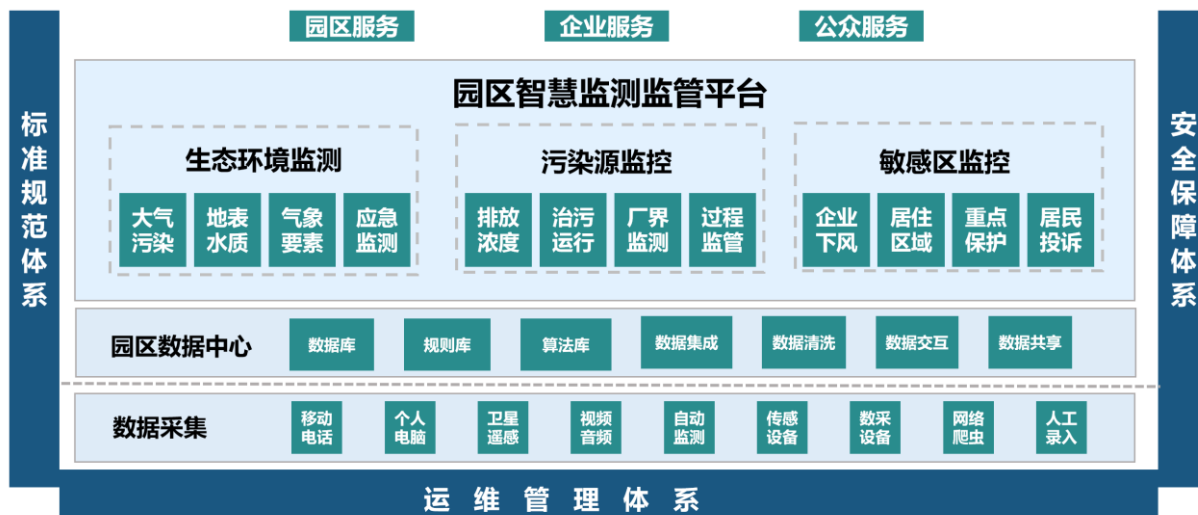 园区服务
企业服务
公众服务
标准规范体系
安全保障体系
园区智慧监测监管平台
生态环境监测
大气
污染
地表
水质
气象
要素
应急
监测
污染源监控
排放
浓度
治污
运行
厂界
监测
过程
监管
敏感区监控
企业
下风
居住
区域
重点
保护
居民
投诉
园区数据中心
数据库
规则库
算法库
数据集成
数据清洗
数据交互
数据共享
数据采集
移动
电话
个人
电脑
卫星
遥感
视频
音频
自动
监测
传感
设备
数采
设备
网络
爬虫
人工
录入
运维管理体系